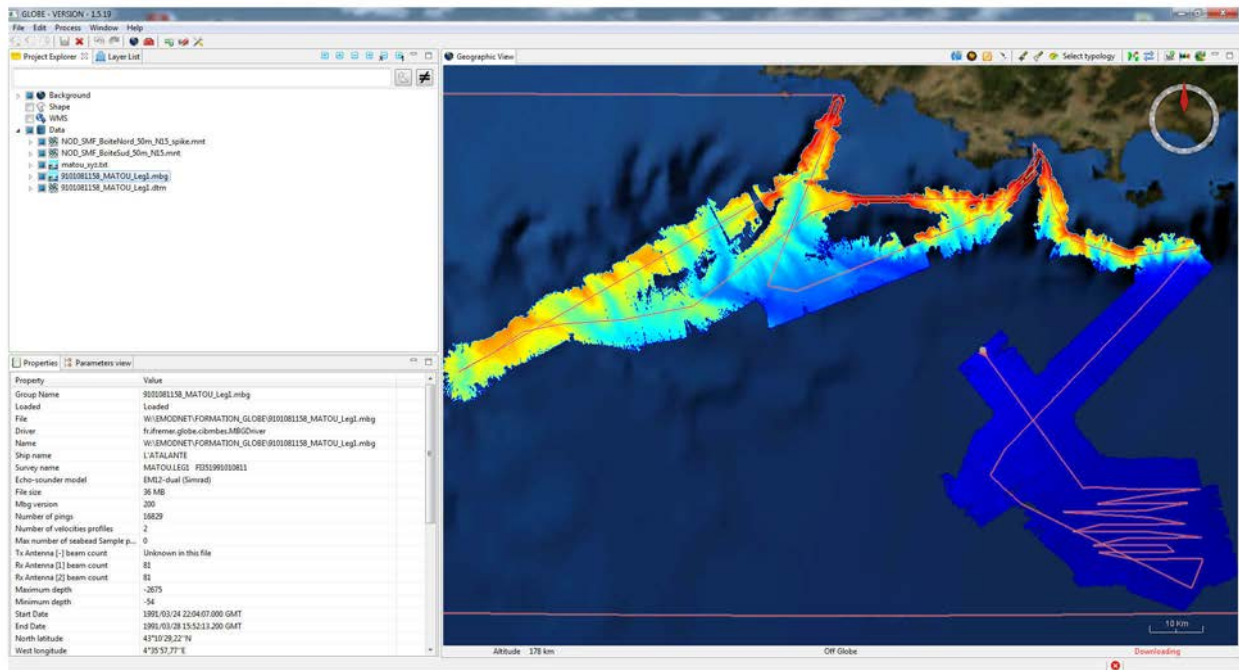 GLOBE - VERSION - 1.5.19
File Edit Process Window Help
Project Explorer Layer List
Geographic View
Select typology
Background
Shape
WMS
Data
NOD_SMF_BoiteNord_50m_N15_spike.mnt
NOD_SMF_BoiteSud_50m_N15.mnt
matou_xyz.txt
9101081158_MATOU_Leg1.mbg
9101081158_MATOU_Leg1.dtm
Properties Parameters view
Property Value
Group Name 9101081158_MATOU_Leg1.mbg
Loaded Loaded
File W:\EMODNET\FORMATION_GLOBE\9101081158_MATOU_Leg1.mbg
Driver fr.ifremer.globe.cibmbes.MBGDriver
Name W:\EMODNET\FORMATION_GLOBE\9101081158_MATOU_Leg1.mbg
Ship name L'ATALANTE
Survey name MATOU.LEG1 FI351991010811
Echo-sounder model EM12-dual (Simrad)
File size 36 MB
Mbg version 200
Number of pings 16829
Number of velocities profiles 2
Max number of seabead Sample p... 0
Tx Antenna [-] beam count Unknown in this file
Rx Antenna [1] beam count 81
Rx Antenna [2] beam count 81
Maximum depth -2675
Minimum depth -54
Start Date 1991/03/24 22:04:07.000 GMT
End Date 1991/03/28 15:52:13.200 GMT
North latitude 43°10'29,22''N
West longitude 4°35'57,77''E
10 Km
Altitude 178 km Off Globe Downloading